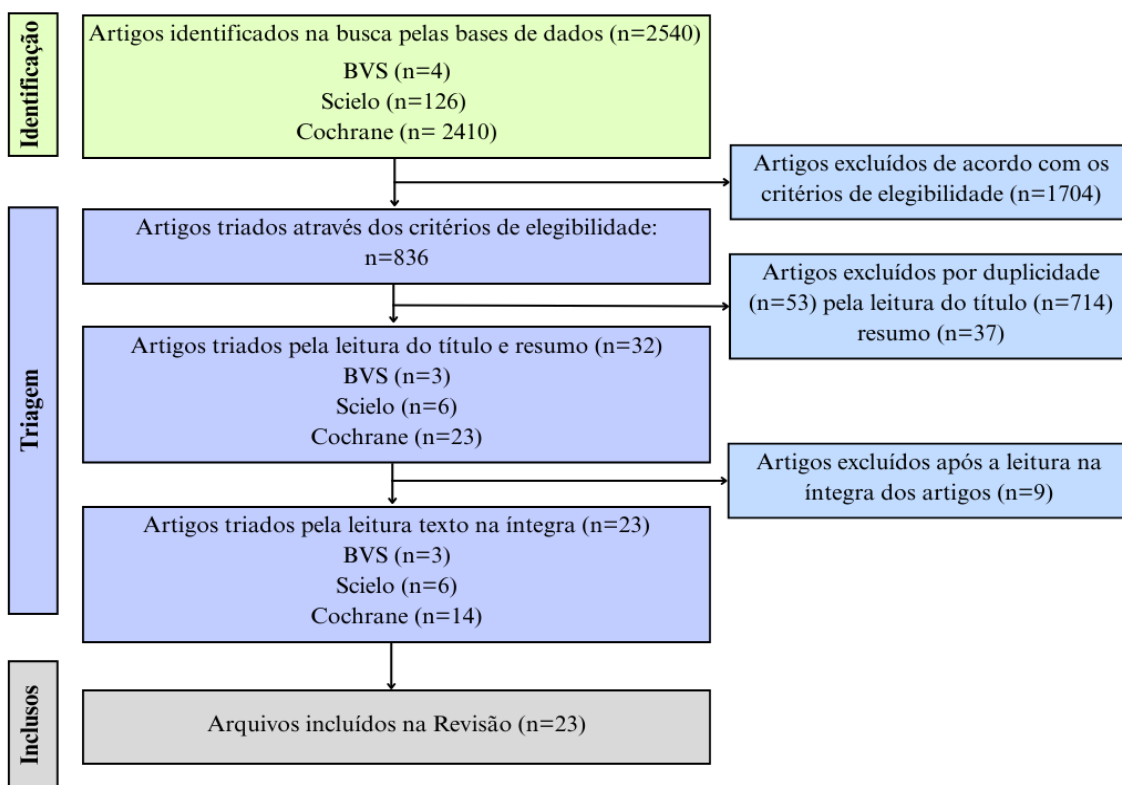 Identificação
Artigos identificados na busca pelas bases de dados (n=2540)
BVS (n=4)
Scielo (n=126)
Cochrane (n= 2410)
Artigos excluídos de acordo com os
critérios de elegibilidade (n=1704)
Triagem
Artigos triados através dos critérios de elegibilidade:
n=836
Artigos excluídos por duplicidade
(n=53) pela leitura do título (n=714)
resumo (n=37)
Artigos triados pela leitura do título e resumo (n=32)
BVS (n=3)
Scielo (n=6)
Cochrane (n=23)
Artigos excluídos após a leitura na
íntegra dos artigos (n=9)
Artigos triados pela leitura texto na íntegra (n=23)
BVS (n=3)
Scielo (n=6)
Cochrane (n=14)
Inclusos
Arquivos incluídos na Revisão (n=23)